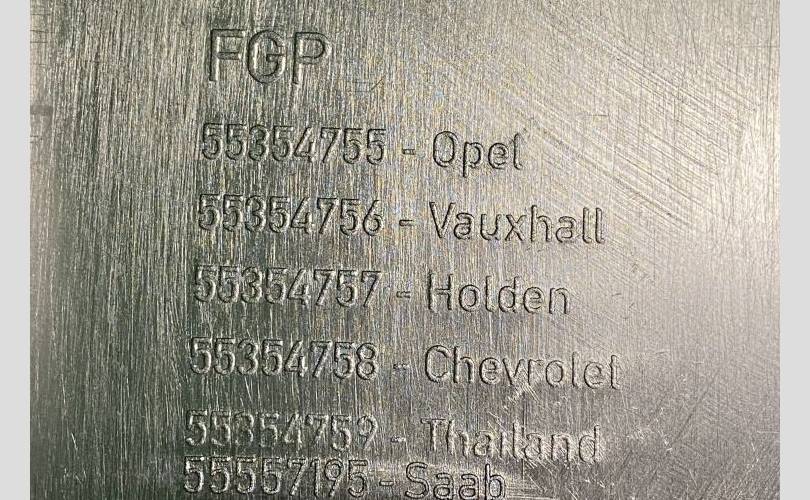 FGP
55354755 - Opel
55354756 - Vauxhall
55354757 - Holden
55354758 - Chevrolet
55354759 - Thailand
55557195 - Saab